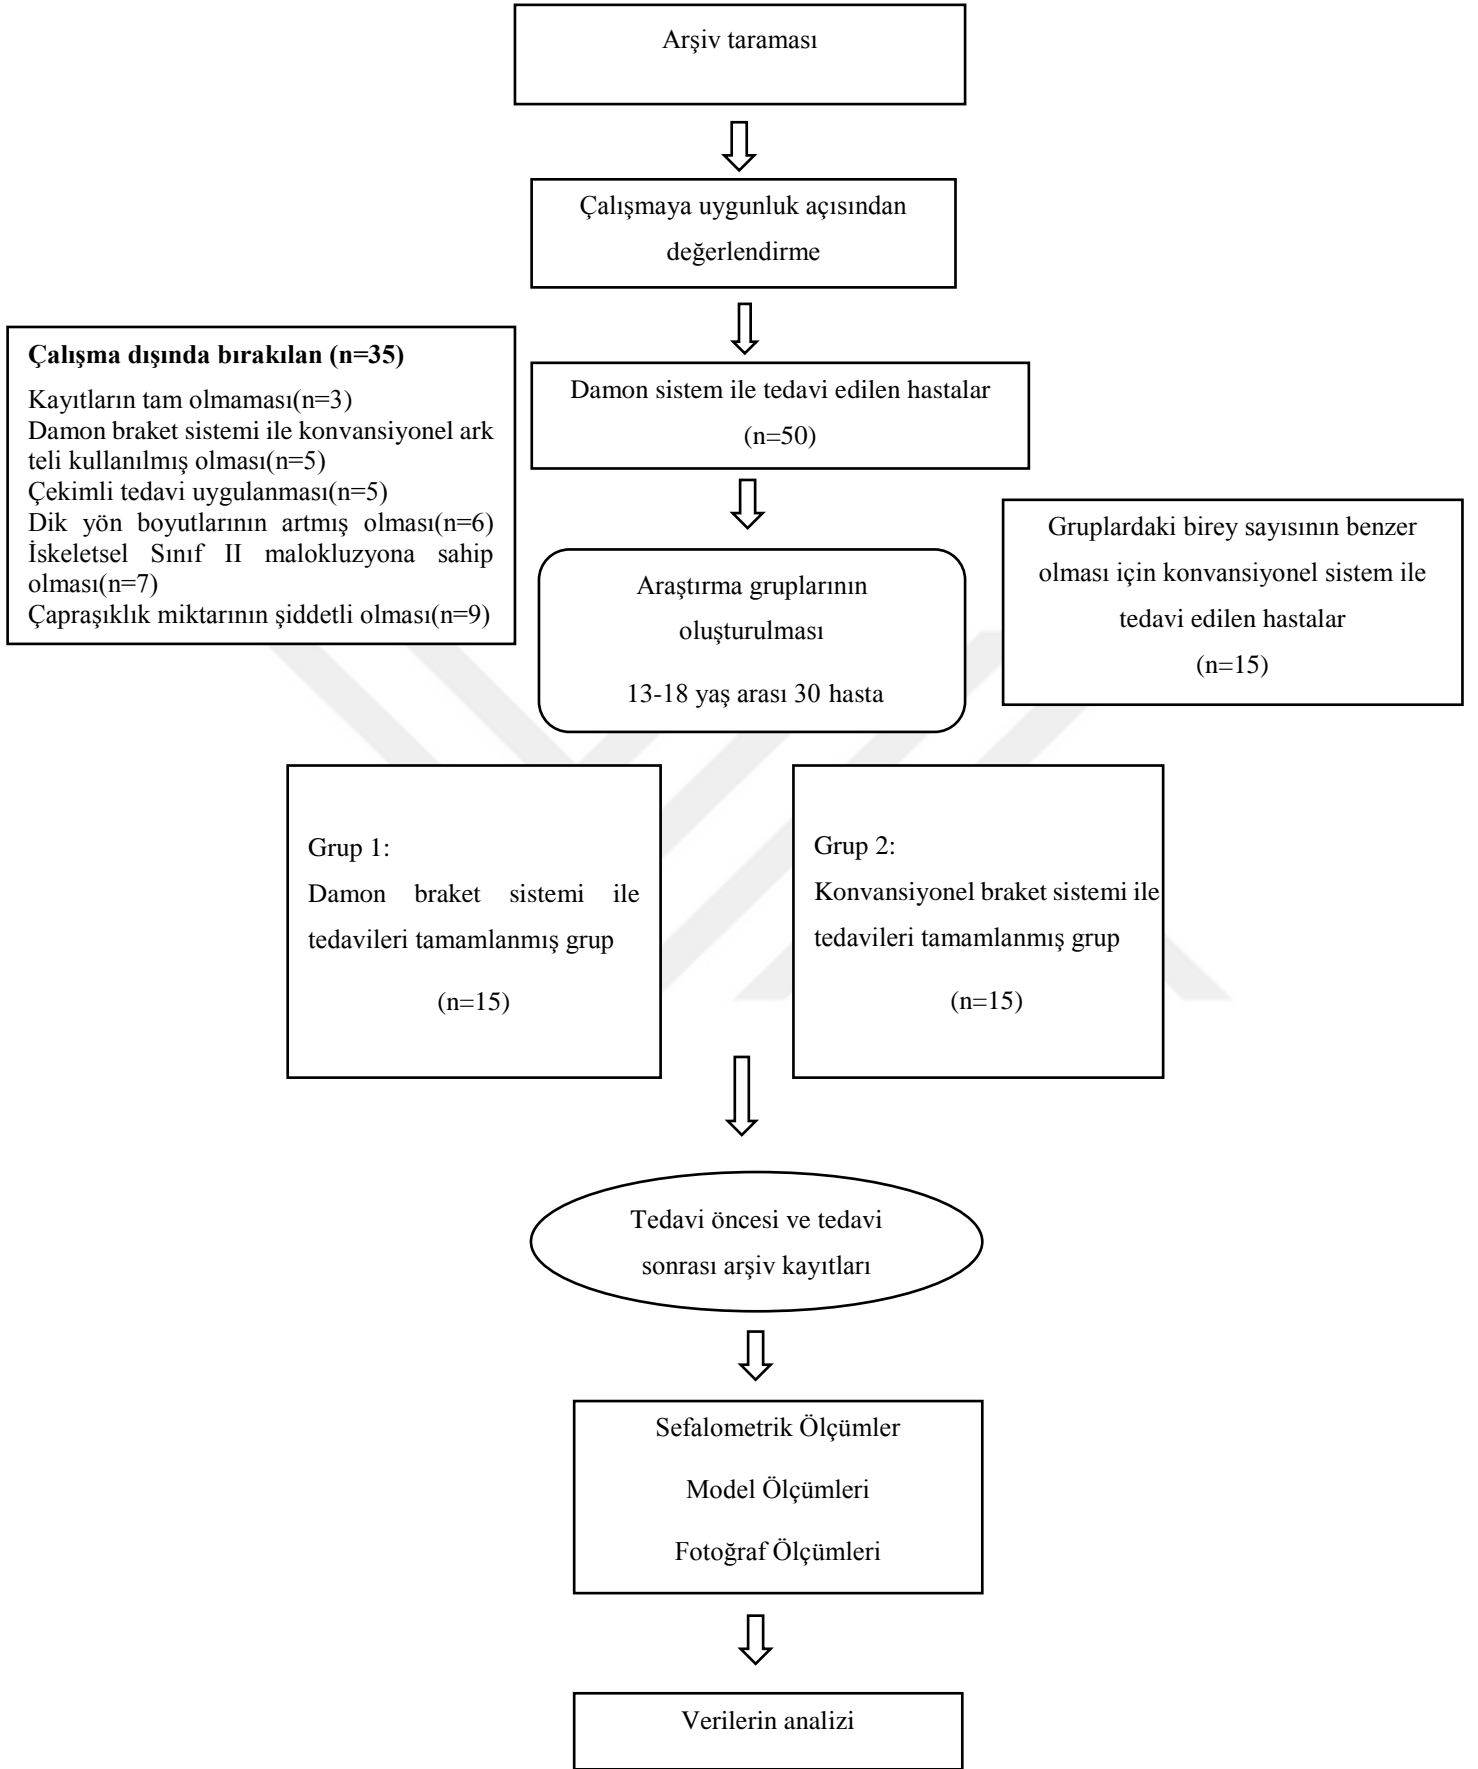 Arşiv taraması
Çalışmaya uygunluk açısından
değerlendirme
Çalışma dışında bırakılan (n=35)
Kayıtların tam olmaması(n=3)
Damon braket sistemi ile konvansiyonel ark
teli kullanılmış olması(n=5)
Çekimli tedavi uygulanması(n=5)
Dik yön boyutlarının artmış olması(n=6)
İskeletsel Sınıf II malokluzyona sahip
olması(n=7)
Çapraşıklık miktarının şiddetli olması(n=9)
Damon sistem ile tedavi edilen hastalar
(n=50)
Araştırma gruplarının
oluşturulması
13-18 yaş arası 30 hasta
Gruplardaki birey sayısının benzer
olması için konvansiyonel sistem ile
tedavi edilen hastalar
(n=15)
Grup 1:
Damon braket sistemi ile
tedavileri tamamlanmış grup
(n=15)
Grup 2:
Konvansiyonel braket sistemi ile
tedavileri tamamlanmış grup
(n=15)
Tedavi öncesi ve tedavi
sonrası arşiv kayıtları
Sefalometrik Ölçümler
Model Ölçümleri
Fotoğraf Ölçümleri
Verilerin analizi